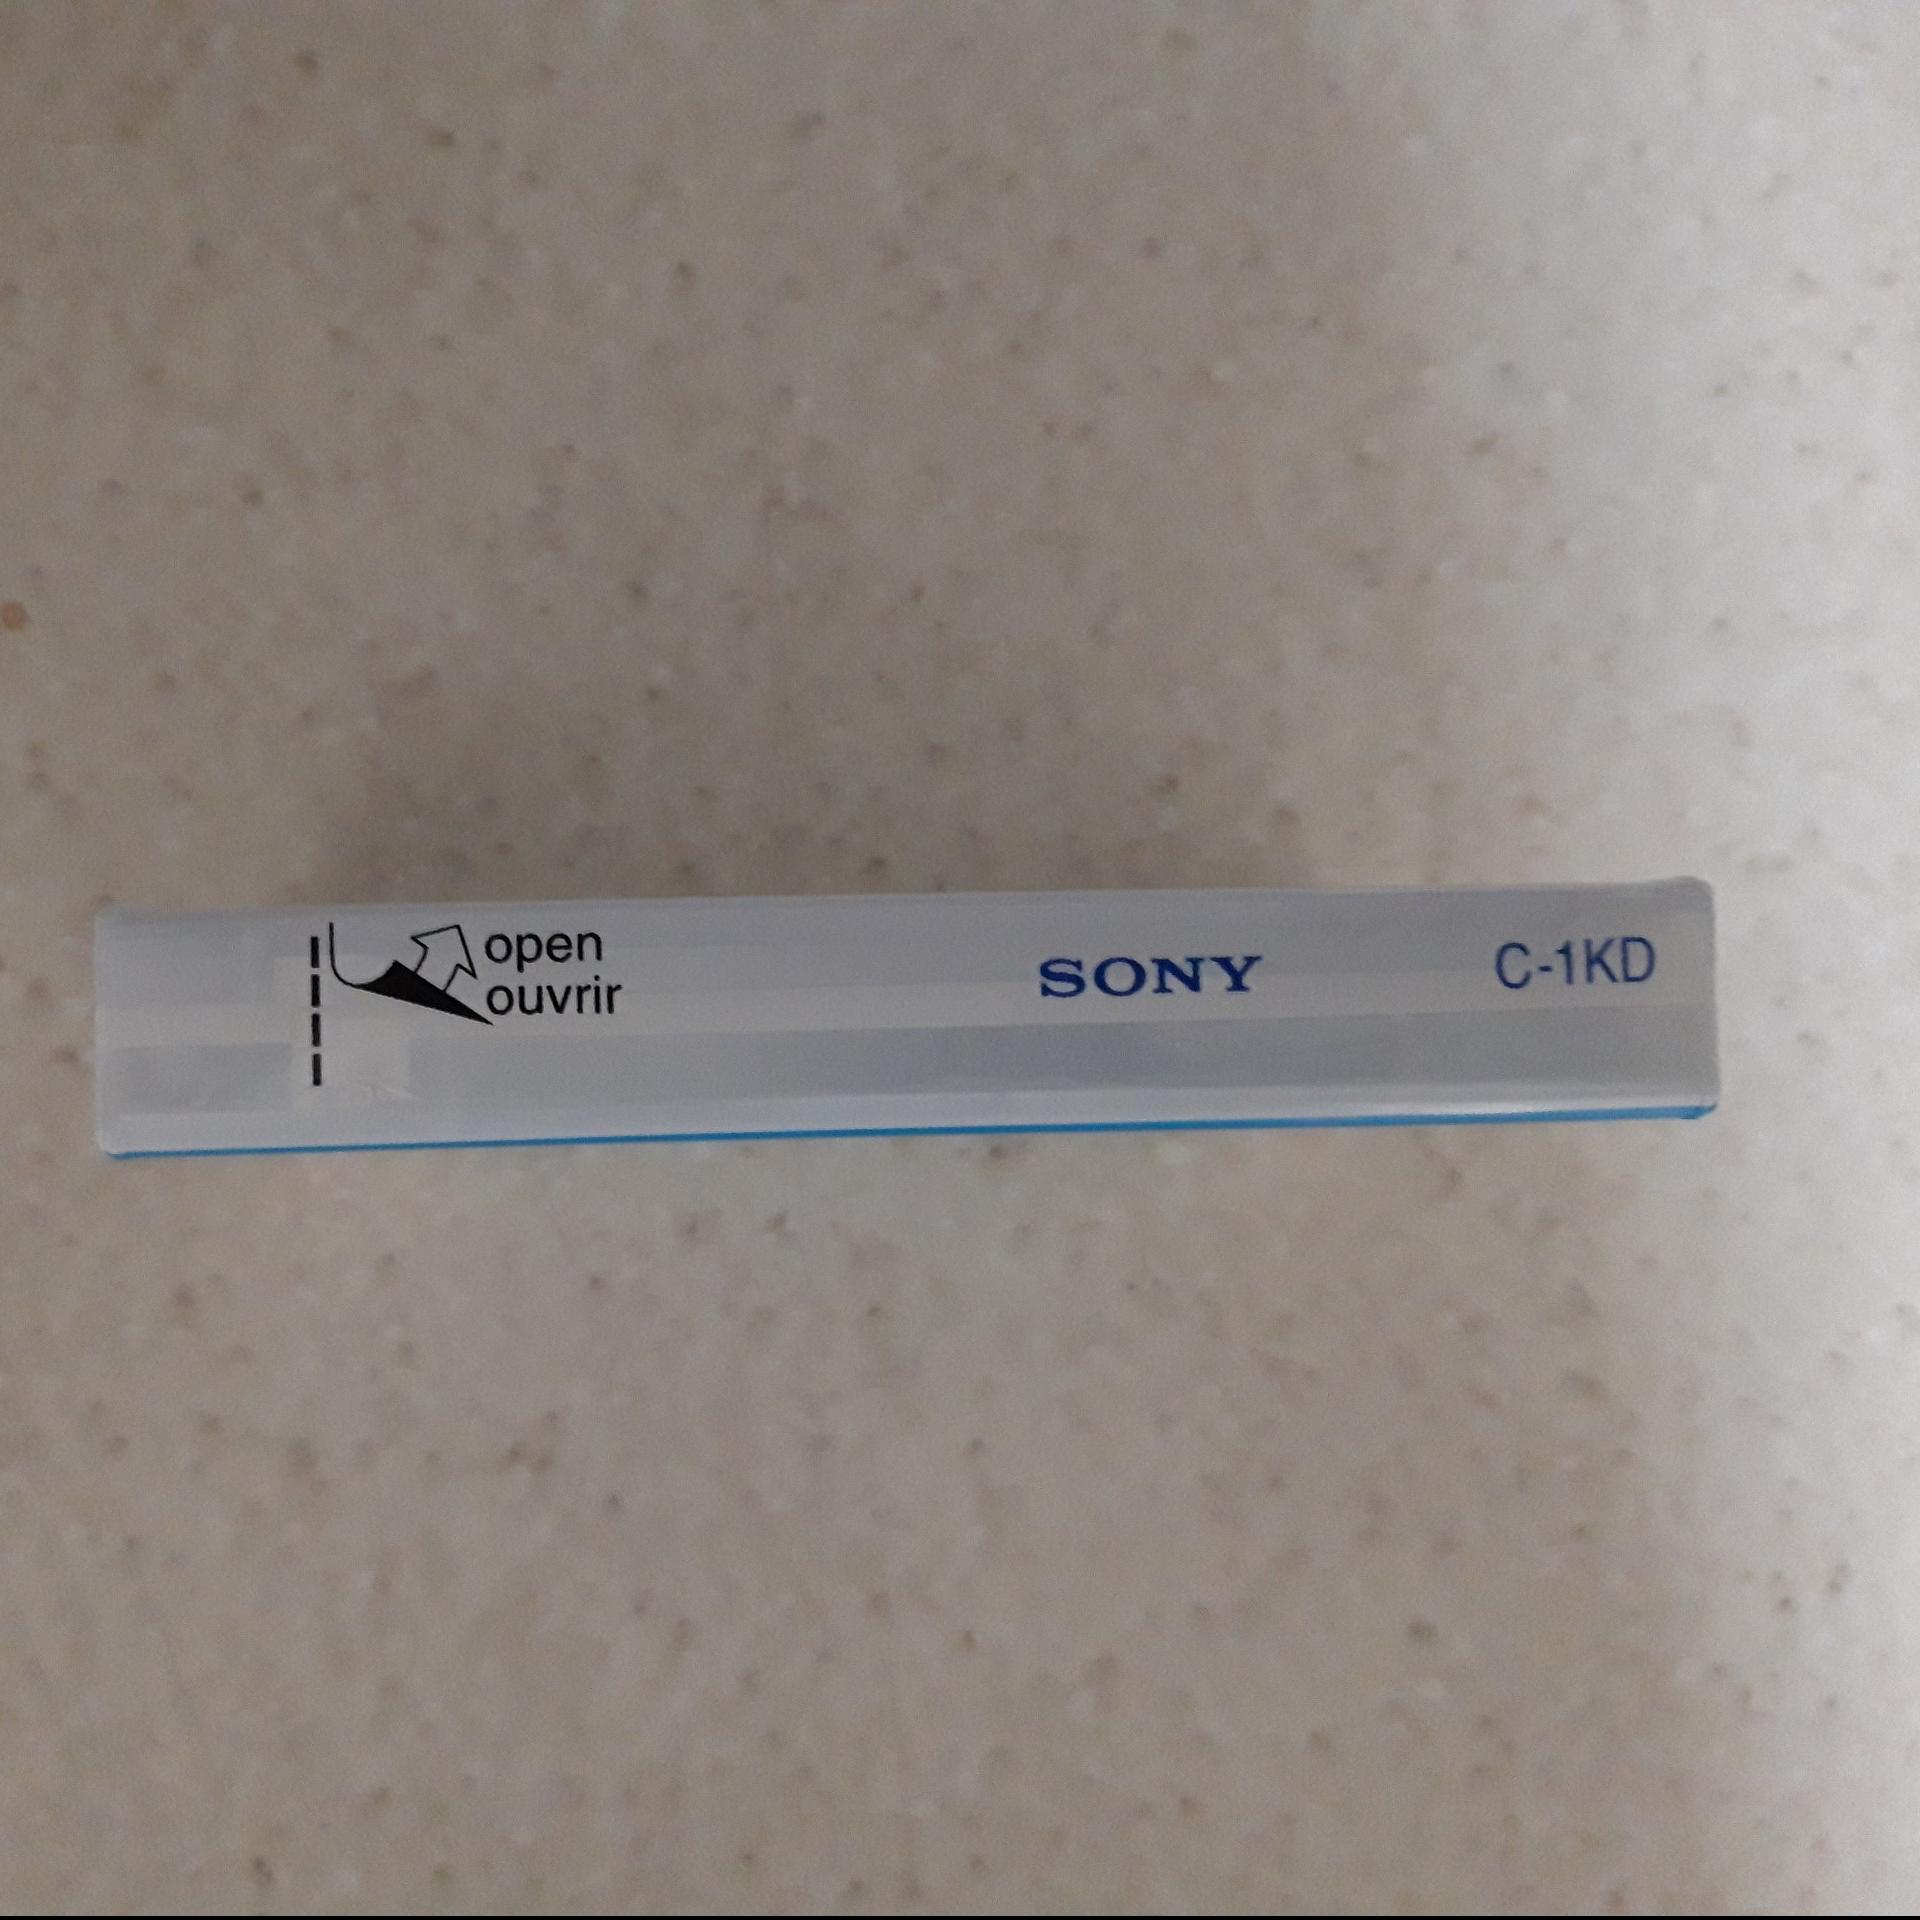 open
ouvrir
SONY
C-1KD